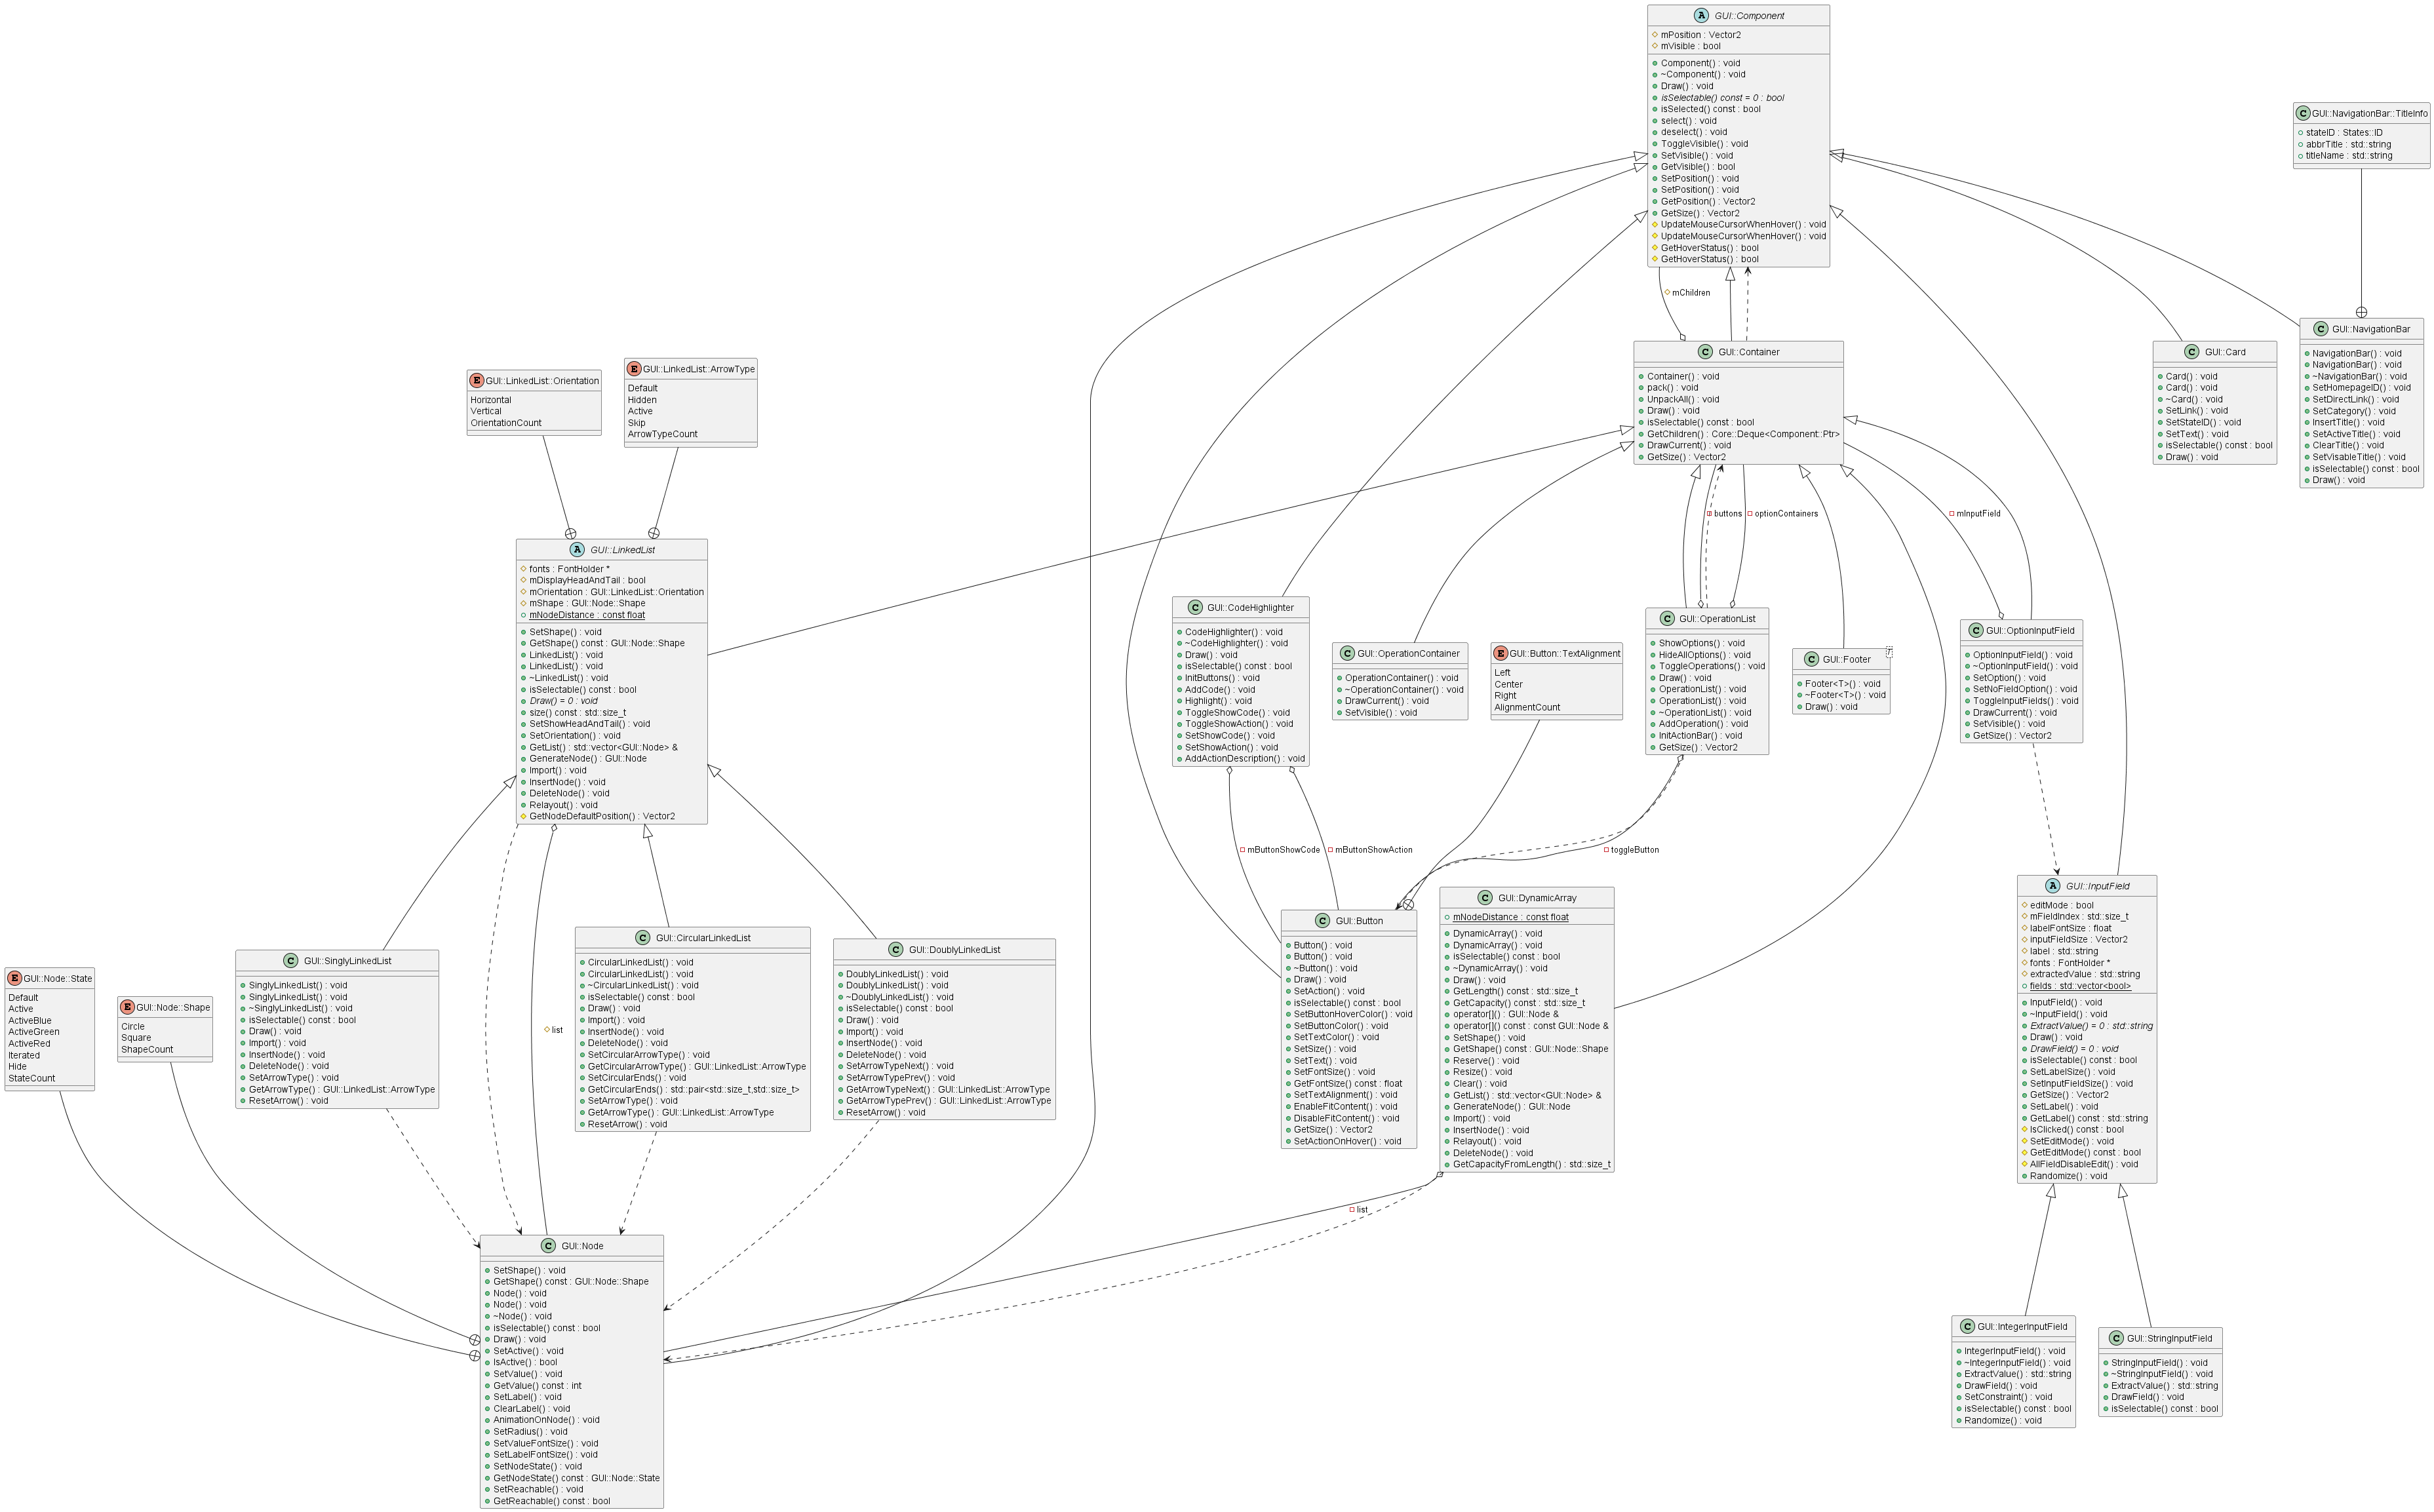 A GUI::Component
mPosition : Vector2
mVisible : bool
Component() : void
~Component() : void
Draw() : void
isSelectable() const = 0 : bool
isSelected() const : bool
select() : void
deselect() : void
ToggleVisible() : void
SetVisible() : void
GetVisible() : bool
SetPosition() : void
SetPosition() : void
GetPosition() : Vector2
GetSize() : Vector2
UpdateMouseCursorWhenHover() : void
UpdateMouseCursorWhenHover() : void
GetHoverStatus() : bool
GetHoverStatus() : bool
C GUI::NavigationBar::TitleInfo
stateID : States::ID
abbrTitle : std::string
titleName : std::string
mChildren
C GUI::Container
Container() : void
pack() : void
UnpackAll() : void
Draw() : void
isSelectable() const : bool
GetChildren() : Core::Deque<Component::Ptr>
DrawCurrent() : void
GetSize() : Vector2
C GUI::Card
Card() : void
Card() : void
~Card() : void
SetLink() : void
SetStateID() : void
SetText() : void
isSelectable() const : bool
Draw() : void
C GUI::NavigationBar
NavigationBar() : void
NavigationBar() : void
~NavigationBar() : void
SetHomepageID() : void
SetDirectLink() : void
SetCategory() : void
InsertTitle() : void
SetActiveTitle() : void
ClearTitle() : void
SetVisableTitle() : void
isSelectable() const : bool
Draw() : void
E GUI::LinkedList::Orientation
Horizontal
Vertical
OrientationCount
E GUI::LinkedList::ArrowType
Default
Hidden
Active
Skip
ArrowTypeCount
buttons
optionContainers
mInputField
A GUI::LinkedList
fonts : FontHolder *
mDisplayHeadAndTail : bool
mOrientation : GUI::LinkedList::Orientation
mShape : GUI::Node::Shape
mNodeDistance : const float
SetShape() : void
GetShape() const : GUI::Node::Shape
LinkedList() : void
LinkedList() : void
~LinkedList() : void
isSelectable() const : bool
Draw() = 0 : void
size() const : std::size_t
SetShowHeadAndTail() : void
SetOrientation() : void
GetList() : std::vector<GUI::Node> &
GenerateNode() : GUI::Node
Import() : void
InsertNode() : void
DeleteNode() : void
Relayout() : void
GetNodeDefaultPosition() : Vector2
C GUI::CodeHighlighter
CodeHighlighter() : void
~CodeHighlighter() : void
Draw() : void
isSelectable() const : bool
InitButtons() : void
AddCode() : void
Highlight() : void
ToggleShowCode() : void
ToggleShowAction() : void
SetShowCode() : void
SetShowAction() : void
AddActionDescription() : void
C GUI::OperationContainer
OperationContainer() : void
~OperationContainer() : void
DrawCurrent() : void
SetVisible() : void
E GUI::Button::TextAlignment
Left
Center
Right
AlignmentCount
C GUI::OperationList
ShowOptions() : void
HideAllOptions() : void
ToggleOperations() : void
Draw() : void
OperationList() : void
OperationList() : void
~OperationList() : void
AddOperation() : void
InitActionBar() : void
GetSize() : Vector2
C GUI::Footer T
Footer<T>() : void
~Footer<T>() : void
Draw() : void
C GUI::OptionInputField
OptionInputField() : void
~OptionInputField() : void
SetOption() : void
SetNoFieldOption() : void
ToggleInputFields() : void
DrawCurrent() : void
SetVisible() : void
GetSize() : Vector2
mButtonShowCode
mButtonShowAction
toggleButton
E GUI::Node::State
Default
Active
ActiveBlue
ActiveGreen
ActiveRed
Iterated
Hide
StateCount
E GUI::Node::Shape
Circle
Square
ShapeCount
C GUI::SinglyLinkedList
SinglyLinkedList() : void
SinglyLinkedList() : void
~SinglyLinkedList() : void
isSelectable() const : bool
Draw() : void
Import() : void
InsertNode() : void
DeleteNode() : void
SetArrowType() : void
GetArrowType() : GUI::LinkedList::ArrowType
ResetArrow() : void
list
C GUI::CircularLinkedList
CircularLinkedList() : void
CircularLinkedList() : void
~CircularLinkedList() : void
isSelectable() const : bool
Draw() : void
Import() : void
InsertNode() : void
DeleteNode() : void
SetCircularArrowType() : void
GetCircularArrowType() : GUI::LinkedList::ArrowType
SetCircularEnds() : void
GetCircularEnds() : std::pair<std::size_t,std::size_t>
SetArrowType() : void
GetArrowType() : GUI::LinkedList::ArrowType
ResetArrow() : void
C GUI::DoublyLinkedList
DoublyLinkedList() : void
DoublyLinkedList() : void
~DoublyLinkedList() : void
isSelectable() const : bool
Draw() : void
Import() : void
InsertNode() : void
DeleteNode() : void
SetArrowTypeNext() : void
SetArrowTypePrev() : void
GetArrowTypeNext() : GUI::LinkedList::ArrowType
GetArrowTypePrev() : GUI::LinkedList::ArrowType
ResetArrow() : void
C GUI::Button
Button() : void
Button() : void
~Button() : void
Draw() : void
SetAction() : void
isSelectable() const : bool
SetButtonHoverColor() : void
SetButtonColor() : void
SetTextColor() : void
SetSize() : void
SetText() : void
SetFontSize() : void
GetFontSize() const : float
SetTextAlignment() : void
EnableFitContent() : void
DisableFitContent() : void
GetSize() : Vector2
SetActionOnHover() : void
C GUI::DynamicArray
mNodeDistance : const float
DynamicArray() : void
DynamicArray() : void
isSelectable() const : bool
~DynamicArray() : void
Draw() : void
GetLength() const : std::size_t
GetCapacity() const : std::size_t
operator[]() : GUI::Node &
operator[]() const : const GUI::Node &
SetShape() : void
GetShape() const : GUI::Node::Shape
Reserve() : void
Resize() : void
Clear() : void
GetList() : std::vector<GUI::Node> &
GenerateNode() : GUI::Node
Import() : void
InsertNode() : void
Relayout() : void
DeleteNode() : void
GetCapacityFromLength() : std::size_t
A GUI::InputField
editMode : bool
mFieldIndex : std::size_t
labelFontSize : float
inputFieldSize : Vector2
label : std::string
fonts : FontHolder *
extractedValue : std::string
fields : std::vector<bool>
InputField() : void
~InputField() : void
ExtractValue() = 0 : std::string
Draw() : void
DrawField() = 0 : void
isSelectable() const : bool
SetLabelSize() : void
SetInputFieldSize() : void
GetSize() : Vector2
SetLabel() : void
GetLabel() const : std::string
IsClicked() const : bool
SetEditMode() : void
GetEditMode() const : bool
AllFieldDisableEdit() : void
Randomize() : void
list
C GUI::Node
SetShape() : void
GetShape() const : GUI::Node::Shape
Node() : void
Node() : void
~Node() : void
isSelectable() const : bool
Draw() : void
SetActive() : void
IsActive() : bool
SetValue() : void
GetValue() const : int
SetLabel() : void
ClearLabel() : void
AnimationOnNode() : void
SetRadius() : void
SetValueFontSize() : void
SetLabelFontSize() : void
SetNodeState() : void
GetNodeState() const : GUI::Node::State
SetReachable() : void
GetReachable() const : bool
C GUI::IntegerInputField
IntegerInputField() : void
~IntegerInputField() : void
ExtractValue() : std::string
DrawField() : void
SetConstraint() : void
isSelectable() const : bool
Randomize() : void
C GUI::StringInputField
StringInputField() : void
~StringInputField() : void
ExtractValue() : std::string
DrawField() : void
isSelectable() const : bool